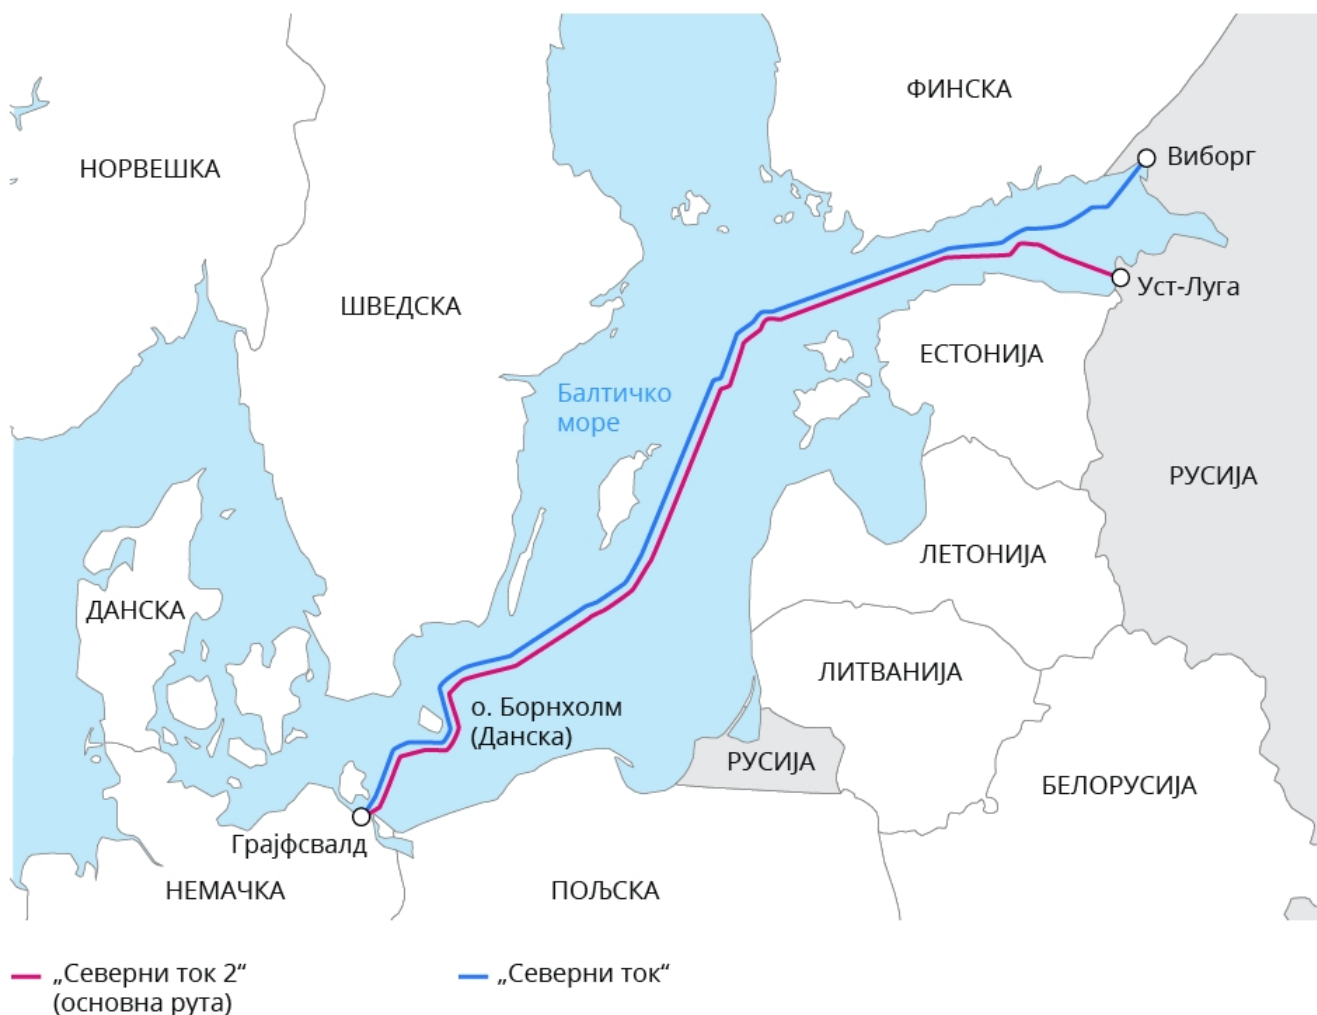 ФИНСКА
Виборг
НОРВЕШКА
Уст-Луга
ШВЕДСКА
ЕСТОНИЈА
Балтичко
море
РУСИЈА
ЛЕТОНИЈА
ДАНСКА
ЛИТВАНИЈА
о. Борнхолм
(Данска)
РУСИЈА
БЕЛОРУСИЈА
Грајфсвалд
НЕМАЧКА
ПОЉСКА
„Северни ток 2“
(основна рута)
„Северни ток“